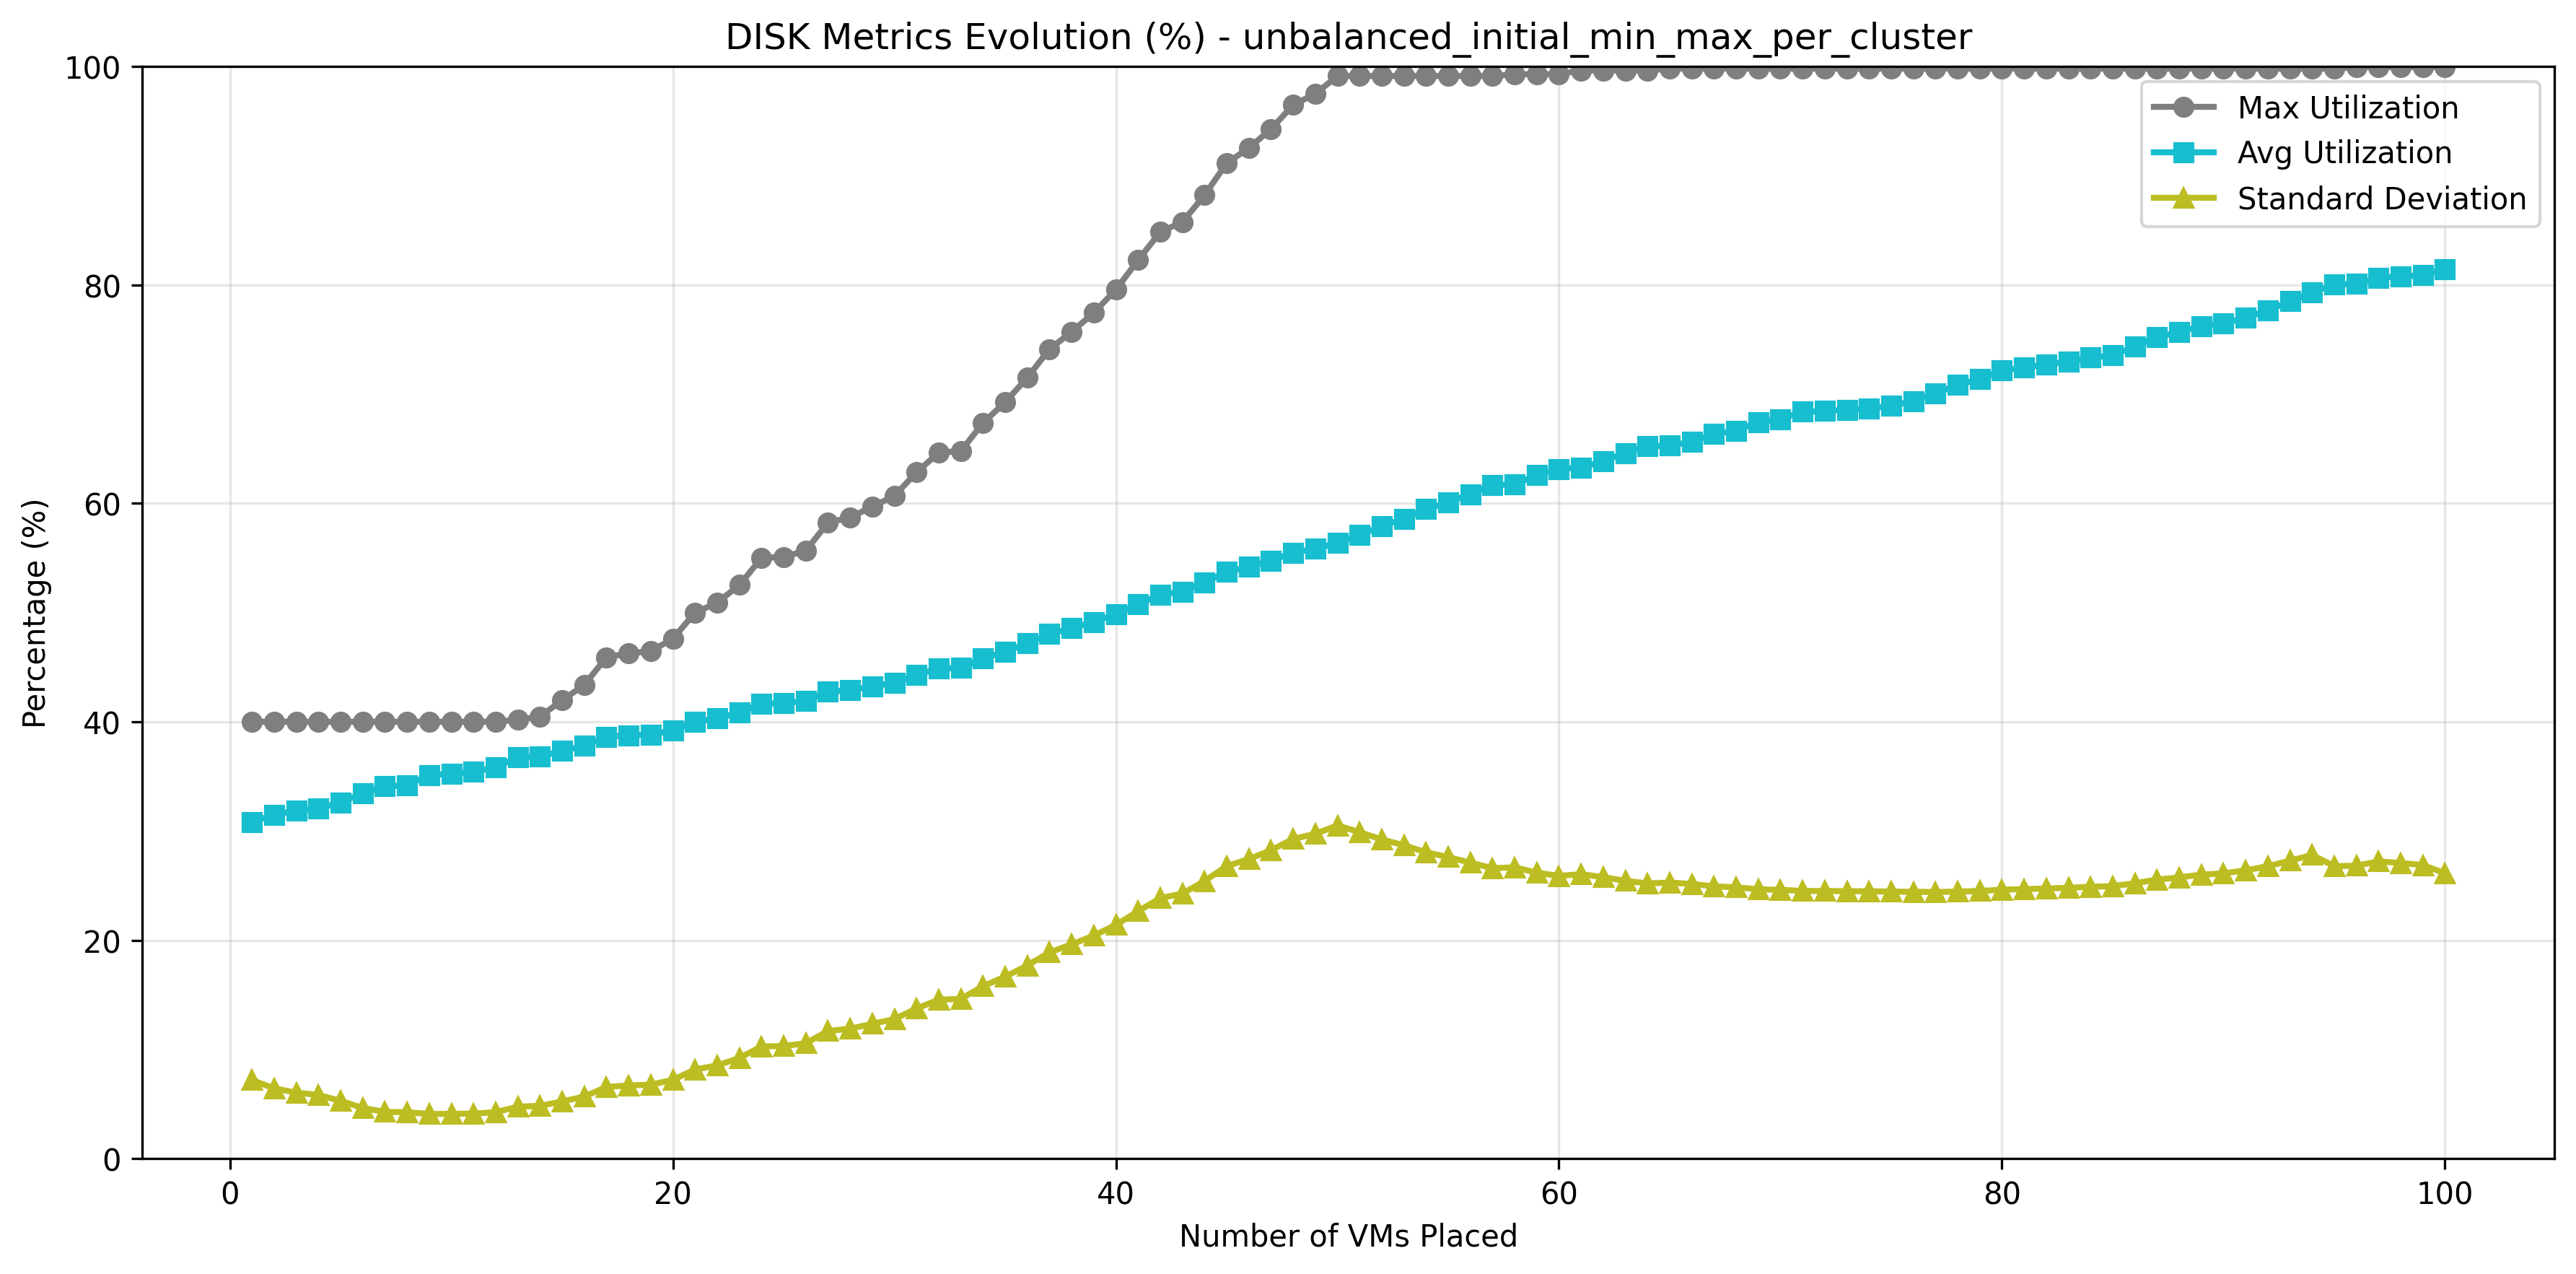 DISK Metrics Evolution (%) - unbalanced_initial_min_max_per_cluster
Max Utilization
Avg Utilization
Standard Deviation
Percentage (%)
100
80
60
40
20
0
0 20 40 60 80 100
Number of VMs Placed